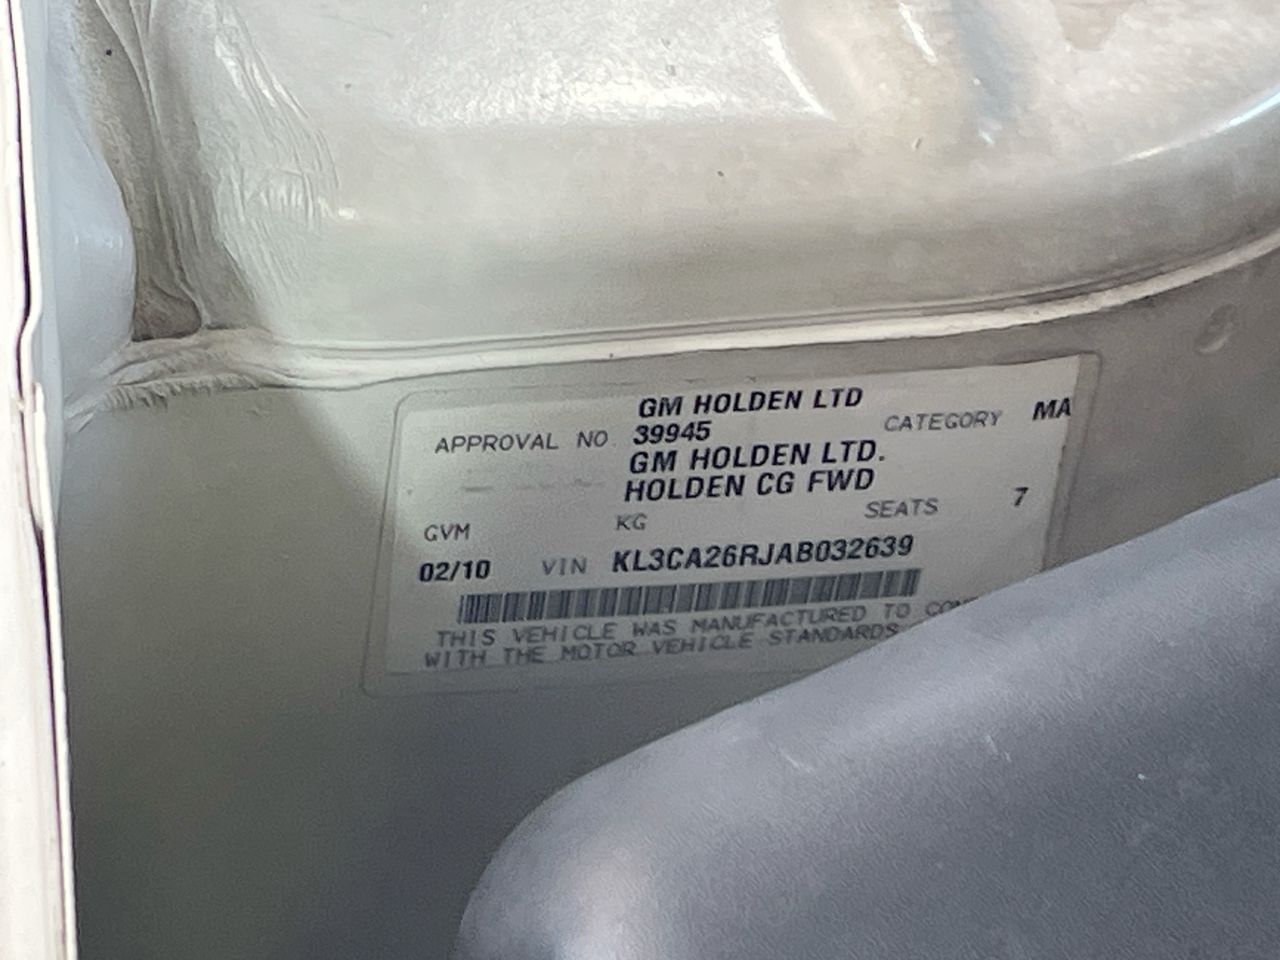 GM HOLDEN LTD
APPROVAL NO. 39945 CATEGORY MA
GM HOLDEN LTD.
HOLDEN CG FWD
GVM KG SEATS 7
02/10 VIN KL3CA26RJAB032639
THIS VEHICLE WAS MANUFACTURED TO
WITH THE MOTOR VEHICLE STANDARDS